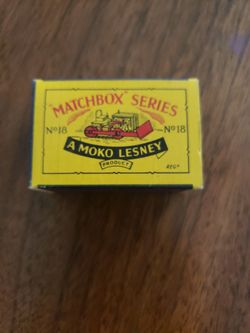 "MATCHBOX" SERIES
No18 No18
A MOKO LESNEY
PRODUCT
REGD